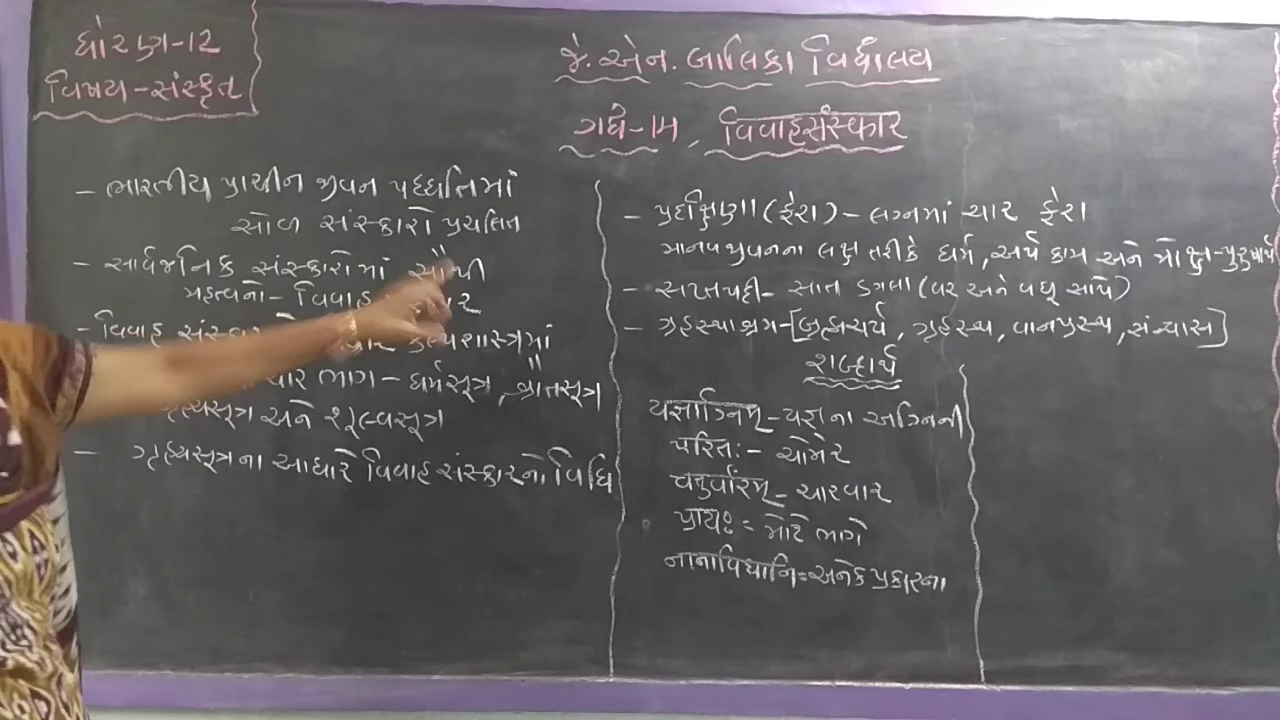 ધોરણ-12
વિષય-સંસ્કૃત
જે. એન. બાલિકા વિદ્યાલય
ગદ્ય-14, વિવાહસંસ્કાર
- ભારતીય પ્રાચીન જીવન પદ્ધતિમાં
સોળ સંસ્કારો પ્રચલિત
- સાર્વજનિક સંસ્કારોમાં સૌથી
મહત્વનો - વિવાહ
- વિવાહ કલ્પશાસ્ત્રમાં
ચાર ભાગ - ધર્મસૂત્ર, શ્રૌતસૂત્ર
ગૃહ્યસૂત્ર અને શુલ્વસૂત્ર
- ગૃહ્યસૂત્રના આધારે વિવાહ સંસ્કારનો વિધિ
- પ્રદક્ષિણા (ફેરા) - લગ્નમાં ચાર ફેરા
માનવજીવનના લક્ષ તરીકે ધર્મ, અર્થ કામ અને મોક્ષ - પુરુષાર્થ
- સપ્તપદી - સાત ડગલા (વર અને વધૂ સાથે)
- ગૃહસ્થાશ્રમ - [બ્રહ્મચર્ય, ગૃહસ્થ, વાનપ્રસ્થ, સંન્યાસ]
શબ્દાર્થ
યજ્ઞાગ્નિમ્ - યજ્ઞના અગ્નિની
પરિતઃ - ચોમેર
ચતુર્વારમ્ - ચારવાર
પ્રાયઃ = મોટે ભાગે
નાનાવિધાનિ = અનેક પ્રકારના